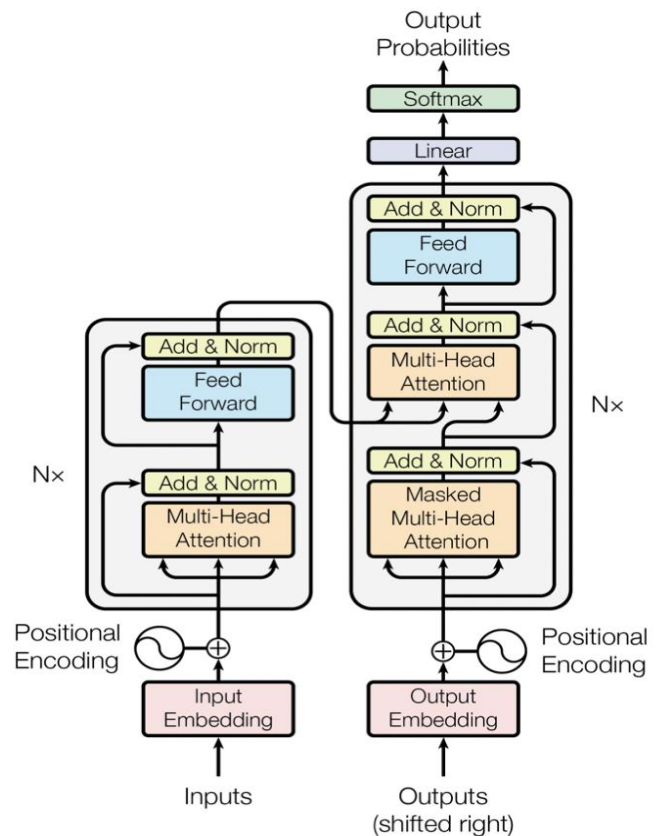 Output
Probabilities
Softmax
Linear
Add & Norm
Feed
Forward
Add & Norm
Multi-Head
Attention
Add & Norm
Masked
Multi-Head
Attention
N×
Add & Norm
Feed
Forward
Add & Norm
Multi-Head
Attention
N×
Positional
Encoding
Positional
Encoding
Input
Embedding
Output
Embedding
Inputs
Outputs
(shifted right)